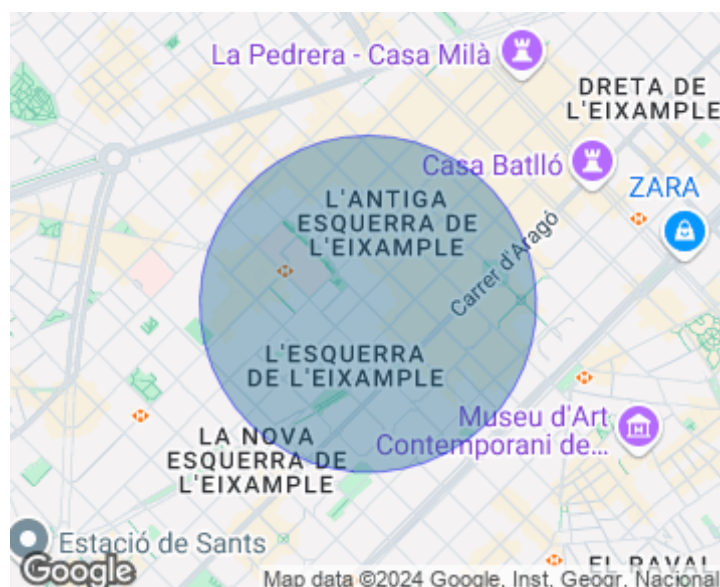 La Pedrera - Casa Milà
DRETA DE
L'EIXAMPLE
Casa Batlló
ZARA
L'ANTIGA
ESQUERRA DE
L'EIXAMPLE
Carrer d'Aragó
L'ESQUERRA
DE L'EIXAMPLE
Museu d'Art
Contemporani de...
LA NOVA
ESQUERRA DE
L'EIXAMPLE
Estació de Sants
EL RAVAL
Google
Map data ©2024 Google, Inst. Geogr. Nacional